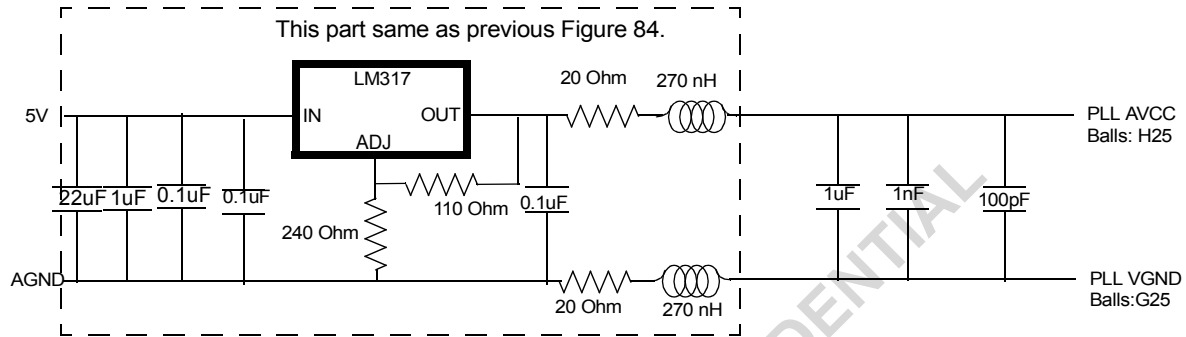 This part same as previous Figure 84.
LM317
20 Ohm
270 nH
5V
IN
OUT
PLL AVCC
Balls: H25
ADJ
22uF
1uF
0.1uF
0.1uF
110 Ohm
0.1uF
1uF
1nF
100pF
240 Ohm
AGND
PLL VGND
Balls:G25
20 Ohm
270 nH